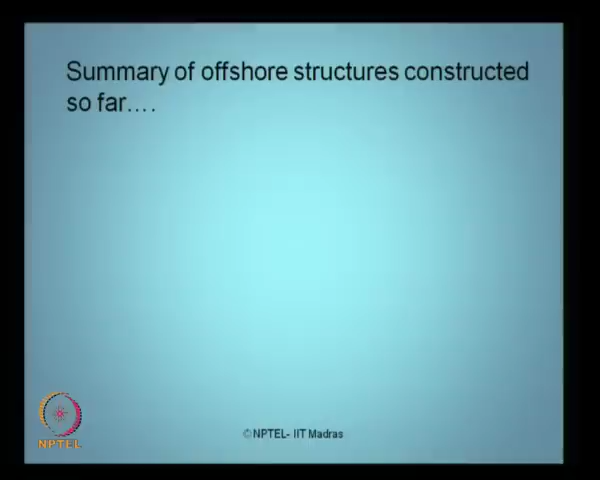 Summary of offshore structures constructed
so far….
NPTEL
©NPTEL- IIT Madras